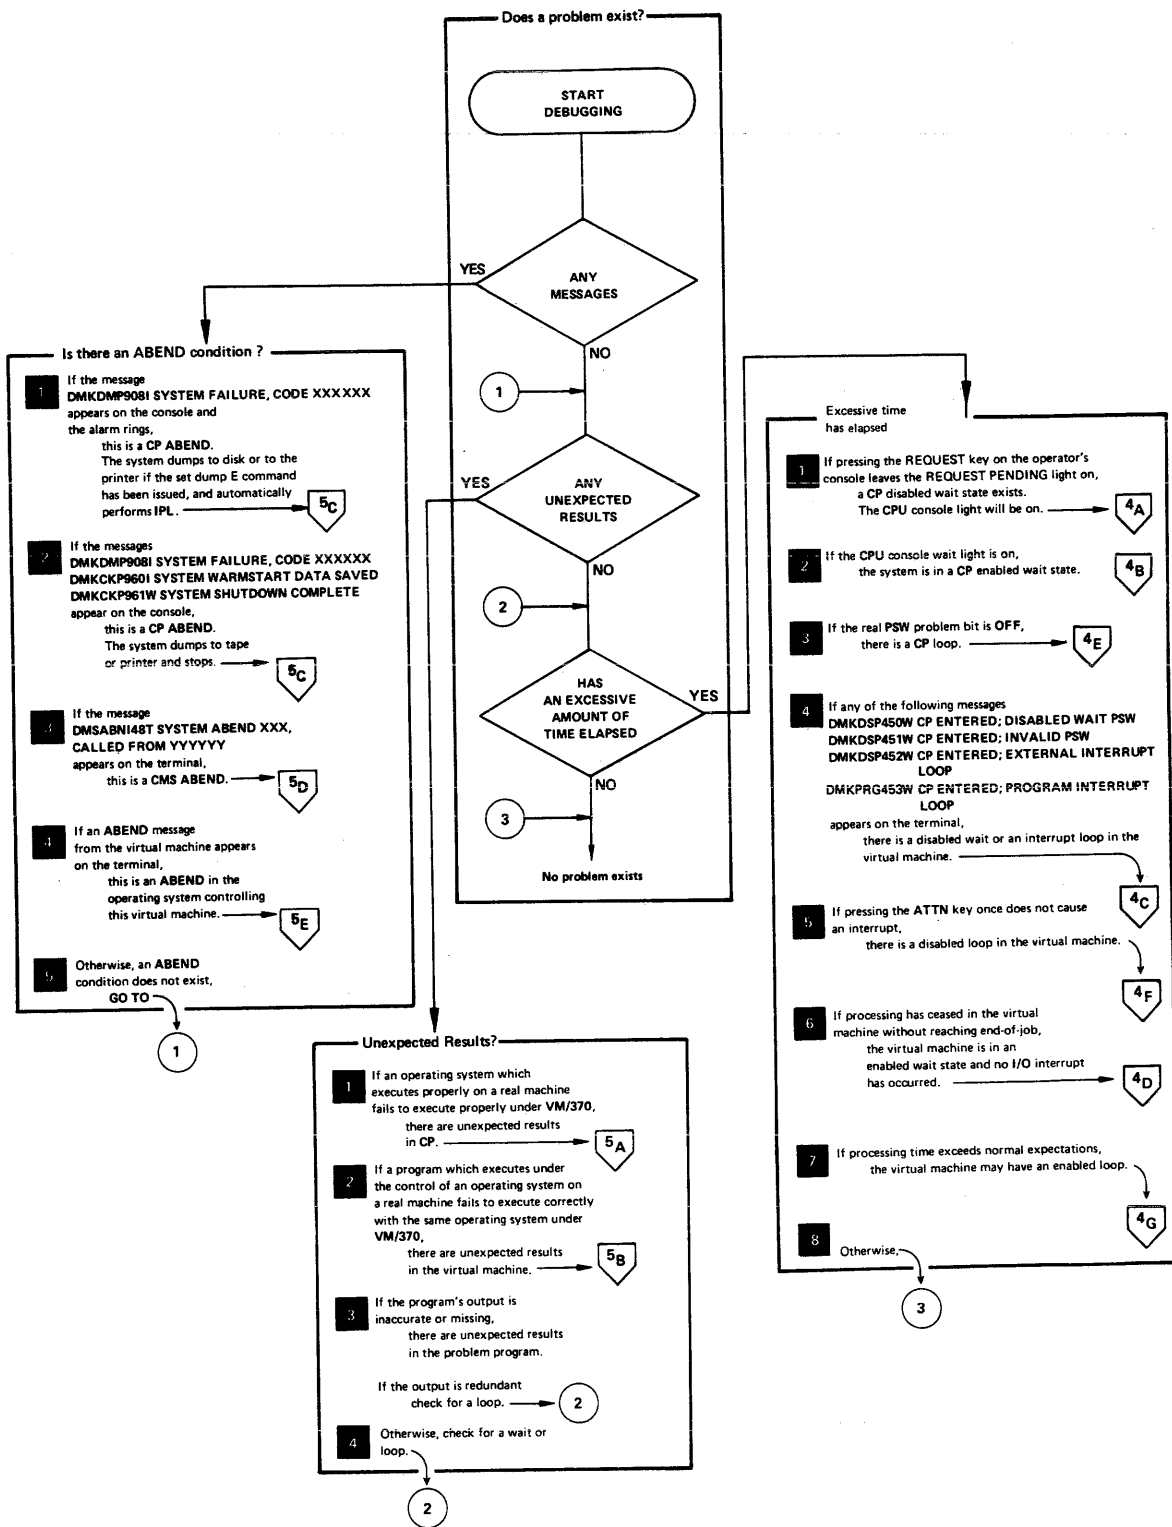 Does a problem exist?
START
DEBUGGING
ANY
MESSAGES
YES
NO
1
ANY
UNEXPECTED
RESULTS
YES
NO
2
HAS
AN EXCESSIVE
AMOUNT OF
TIME ELAPSED
YES
NO
3
No problem exists
Is there an ABEND condition ?
1
If the message
DMKDMP908I SYSTEM FAILURE, CODE XXXXXX
appears on the console and
the alarm rings,
this is a CP ABEND.
The system dumps to disk or to the
printer if the set dump E command
has been issued, and automatically
performs IPL.
5C
2
If the messages
DMKDMP908I SYSTEM FAILURE, CODE XXXXXX
DMKCKP960I SYSTEM WARMSTART DATA SAVED
DMKCKP961W SYSTEM SHUTDOWN COMPLETE
appear on the console,
this is a CP ABEND.
The system dumps to tape
or printer and stops.
5C
3
If the message
DMSABNI48T SYSTEM ABEND XXX,
CALLED FROM YYYYYY
appears on the terminal,
this is a CMS ABEND.
5D
4
If an ABEND message
from the virtual machine appears
on the terminal,
this is an ABEND in the
operating system controlling
this virtual machine.
5E
5
Otherwise, an ABEND
condition does not exist,
GO TO
1
Unexpected Results?
1
If an operating system which
executes properly on a real machine
fails to execute properly under VM/370,
there are unexpected results
in CP.
5A
2
If a program which executes under
the control of an operating system on
a real machine fails to execute correctly
with the same operating system under
VM/370,
there are unexpected results
in the virtual machine.
5B
3
If the program's output is
inaccurate or missing,
there are unexpected results
in the problem program.
If the output is redundant
check for a loop.
2
4
Otherwise, check for a wait or
loop.
2
Excessive time
has elapsed
1
If pressing the REQUEST key on the operator's
console leaves the REQUEST PENDING light on,
a CP disabled wait state exists.
The CPU console light will be on.
4A
2
If the CPU console wait light is on,
the system is in a CP enabled wait state.
4B
3
If the real PSW problem bit is OFF,
there is a CP loop.
4E
4
If any of the following messages
DMKDSP450W CP ENTERED; DISABLED WAIT PSW
DMKDSP451W CP ENTERED; INVALID PSW
DMKDSP452W CP ENTERED; EXTERNAL INTERRUPT
LOOP
DMKPRG453W CP ENTERED; PROGRAM INTERRUPT
LOOP
appears on the terminal,
there is a disabled wait or an interrupt loop in the
virtual machine.
4C
5
If pressing the ATTN key once does not cause
an interrupt,
there is a disabled loop in the virtual machine.
4F
6
If processing has ceased in the virtual
machine without reaching end-of-job,
the virtual machine is in an
enabled wait state and no I/O interrupt
has occurred.
4D
7
If processing time exceeds normal expectations,
the virtual machine may have an enabled loop.
4G
8
Otherwise,
3